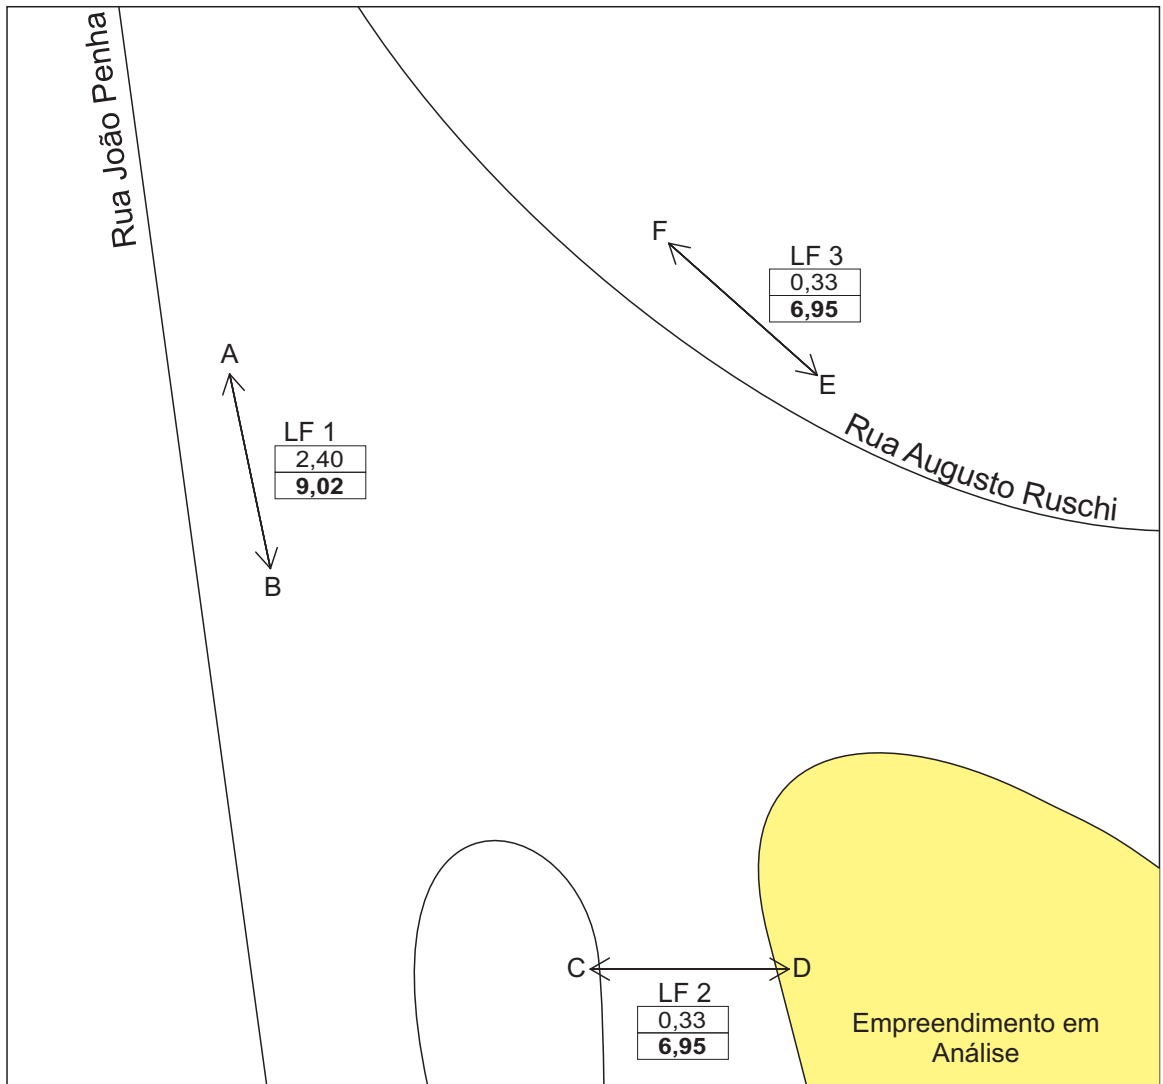 Rua João Penha
F
LF 3
0,33
6,95
E
A
LF 1
2,40
9,02
B
Rua Augusto Ruschi
C
D
LF 2
0,33
6,95
Empreendimento em
Análise